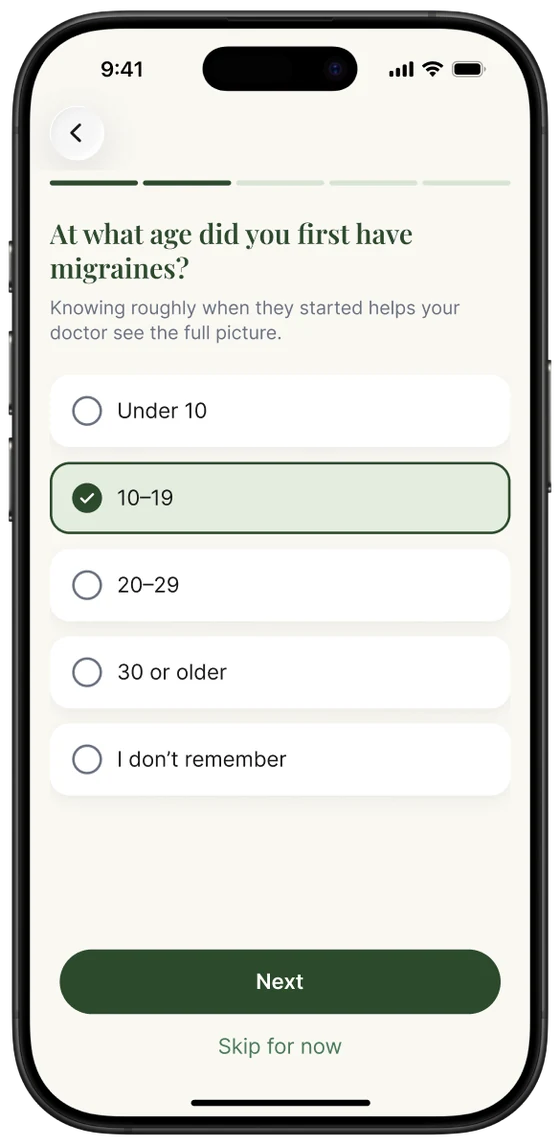 9:41
At what age did you first have
migraines?
Knowing roughly when they started helps your
doctor see the full picture.
Under 10
10–19
20–29
30 or older
I don’t remember
Next
Skip for now